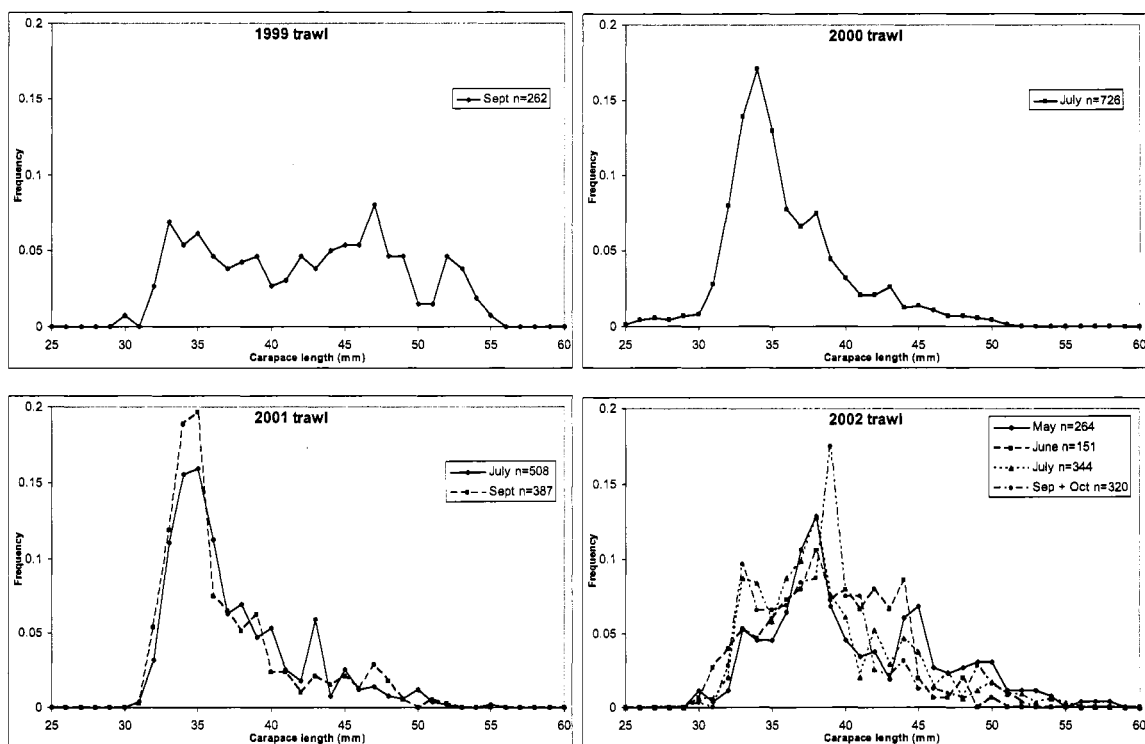 1999 trawl
0.2
0.15
0.1
0.05
0
Frequency
Sept n=262
25 30 35 40 45 50 55 60
Carapace length (mm)
2000 trawl
0.2
0.15
0.1
0.05
0
Frequency
July n=726
25 30 35 40 45 50 55 60
Carapace length (mm)
2001 trawl
0.2
0.15
0.1
0.05
0
Frequency
July n=508
Sept n=387
25 30 35 40 45 50 55 60
Carapace length (mm)
2002 trawl
0.2
0.15
0.1
0.05
0
Frequency
May n=264
June n=151
July n=344
Sep + Oct n=320
25 30 35 40 45 50 55 60
Carapace length (mm)